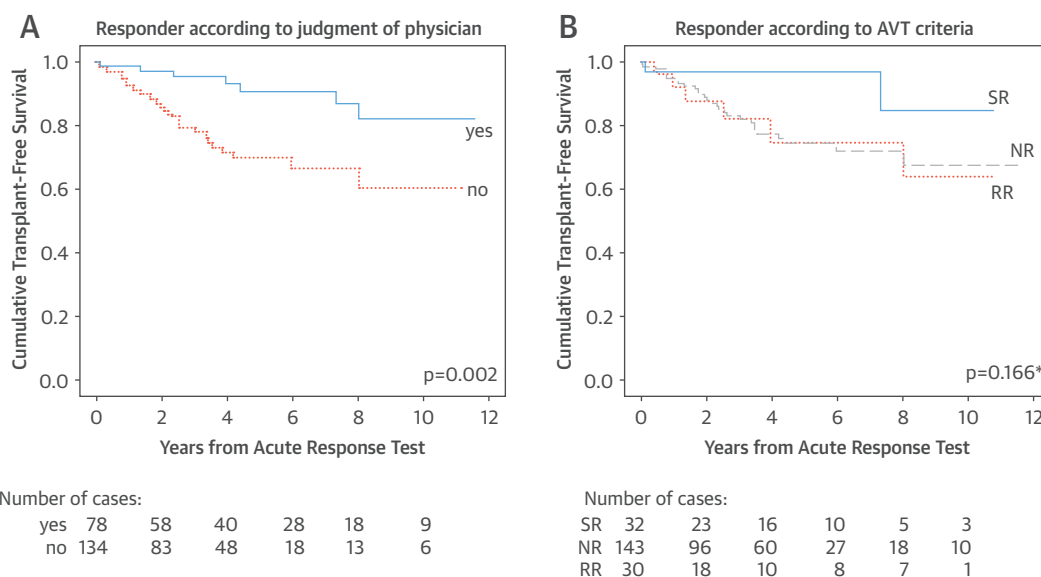 A
Responder according to judgment of physician
Cumulative Transplant-Free Survival
1.0
0.8
0.6
0.4
0.2
0.0
yes
no
p=0.002
0 2 4 6 8 10 12
Years from Acute Response Test
Number of cases:
yes 78 58 40 28 18 9
no 134 83 48 18 13 6
B
Responder according to AVT criteria
Cumulative Transplant-Free Survival
1.0
0.8
0.6
0.4
0.2
0.0
SR
NR
RR
p=0.166*
0 2 4 6 8 10 12
Years from Acute Response Test
Number of cases:
SR 32 23 16 10 5 3
NR 143 96 60 27 18 10
RR 30 18 10 8 7 1